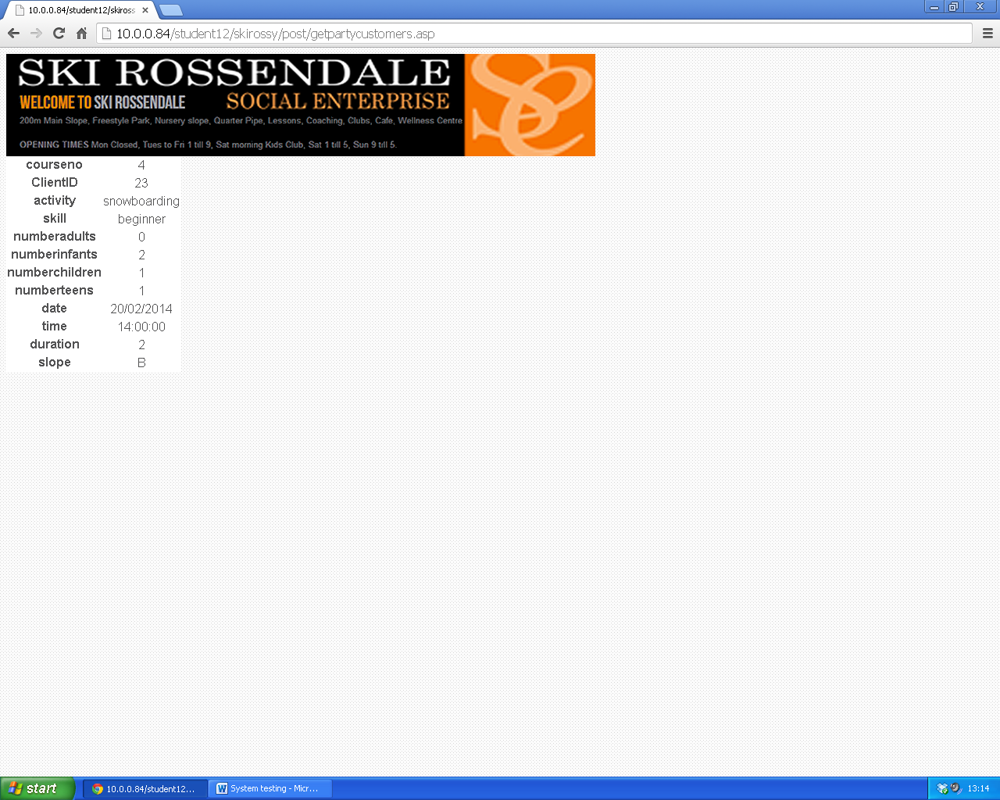 10.0.0.84/student12/skiross
10.0.0.84/student12/skirossy/post/getpartycustomers.asp
SKI ROSSENDALE
WELCOME TO SKI ROSSENDALE SOCIAL ENTERPRISE
200m Main Slope, Freestyle Park, Nursery slope, Quarter Pipe, Lessons, Coaching, Clubs, Cafe, Wellness Centre
OPENING TIMES Mon Closed, Tues to Fri 1 till 9, Sat morning Kids Club, Sat 1 till 5, Sun 9 till 5.
courseno 4
ClientID 23
activity snowboarding
skill beginner
numberadults 0
numberinfants 2
numberchildren 1
numberteens 1
date 20/02/2014
time 14:00:00
duration 2
slope B
start 10.0.0.84/student12... System testing - Micr... 13:14